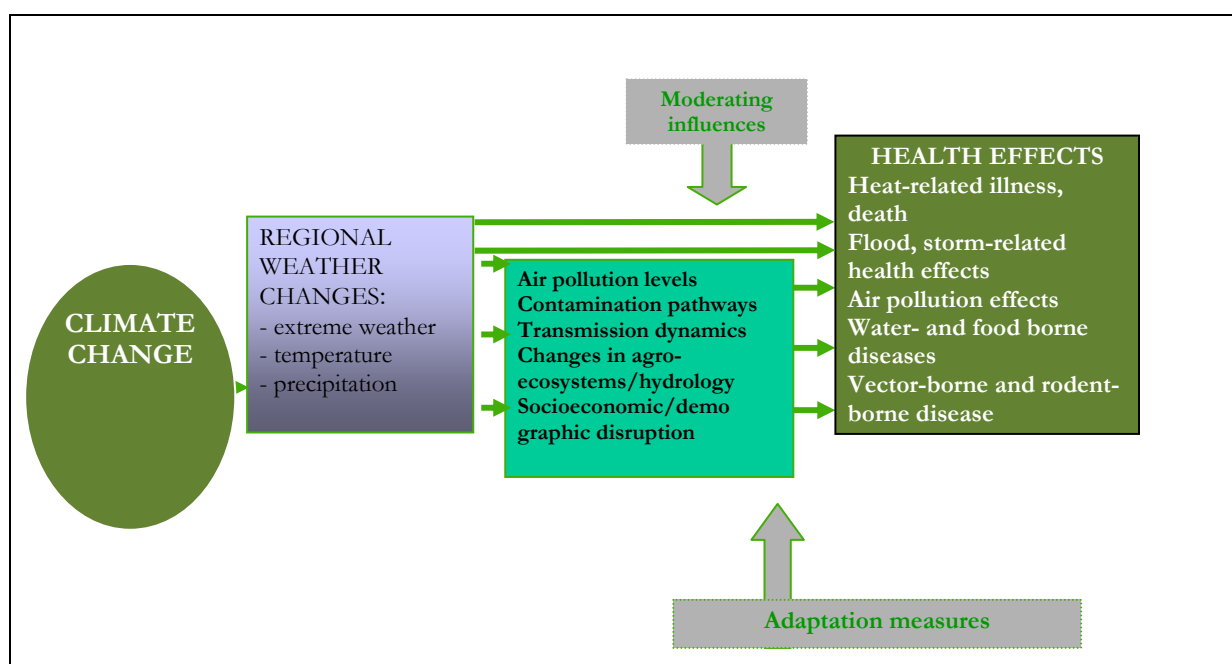 Moderating
influences
HEALTH EFFECTS
Heat-related illness,
death
Flood, storm-related
health effects
Air pollution effects
Water- and food borne
diseases
Vector-borne and rodent-
borne disease
REGIONAL
WEATHER
CHANGES:
- extreme weather
- temperature
- precipitation
CLIMATE
CHANGE
Air pollution levels
Contamination pathways
Transmission dynamics
Changes in agro-
ecosystems/hydrology
Socioeconomic/demo
graphic disruption
Adaptation measures